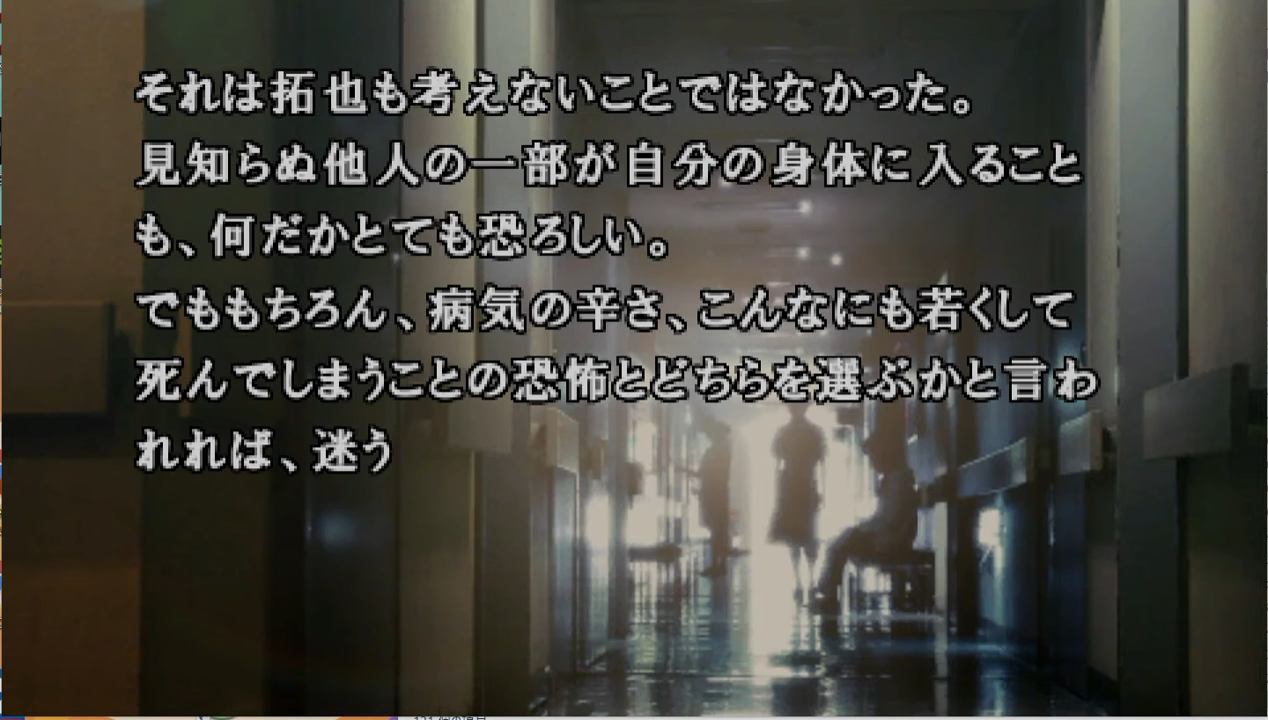 それは拓也も考えないことではなかった。
見知らぬ他人の一部が自分の身体に入ること
も、何だかとても恐ろしい。
でももちろん、病気の辛さ、こんなにも若くして
死んでしまうことの恐怖とどちらを選ぶかと言わ
れれば、迷う